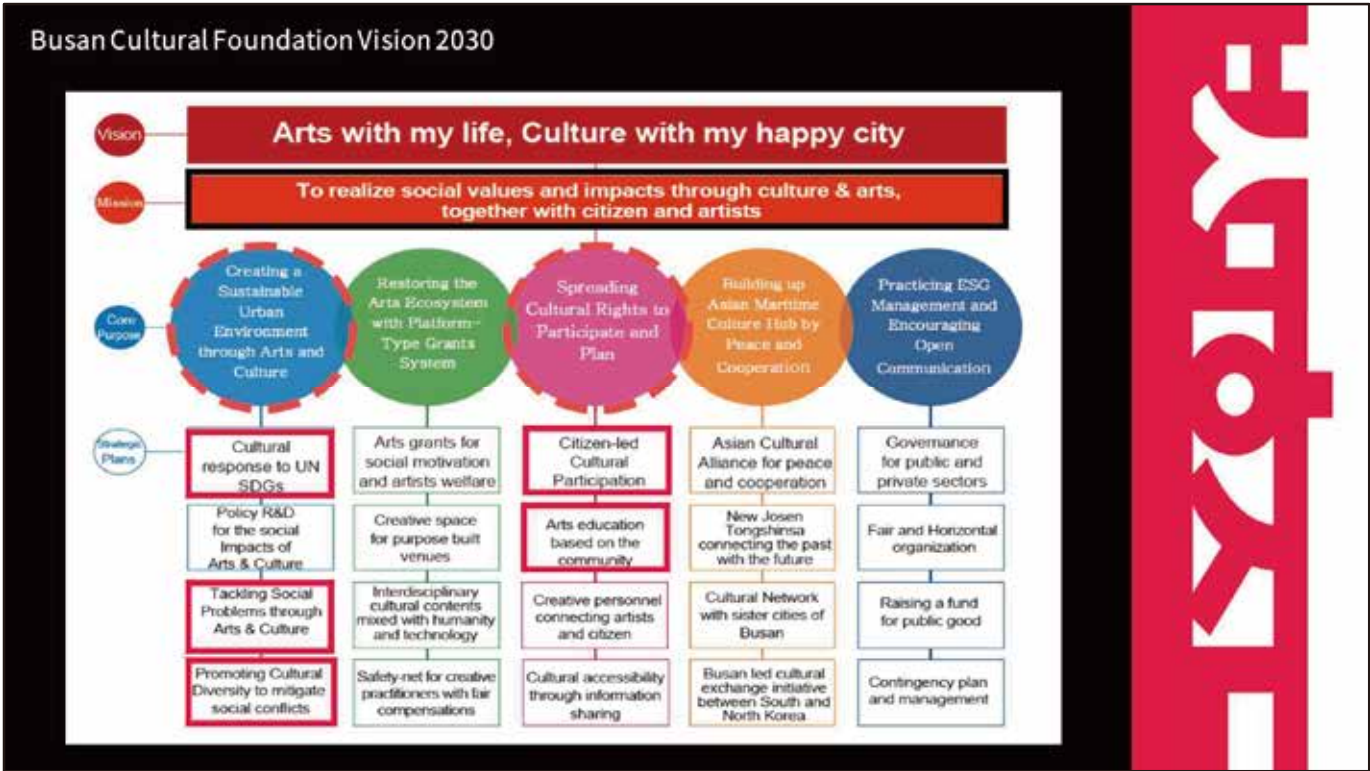 Busan Cultural Foundation Vision 2030
Vision
Arts with my life, Culture with my happy city
Mission
To realize social values and impacts through culture & arts,
together with citizen and artists
Core
Purpose
Creating a
Sustainable
Urban
Environment
through Arts and
Culture
Restoring the
Arts Ecosystem
with Platform-
Type Grants
System
Spreading
Cultural Rights to
Participate and
Plan
Building up
Asian Maritime
Culture Hub by
Peace and
Cooperation
Practicing ESG
Management and
Encouraging
Open
Communication
Strategic
Plans
Cultural
response to UN
SDGs
Arts grants for
social motivation
and artists welfare
Citizen-led
Cultural
Participation
Asian Cultural
Alliance for peace
and cooperation
Governance
for public and
private sectors
Policy R&D
for the social
Impacts of
Arts & Culture
Creative space
for purpose built
venues
Arts education
based on the
community
New Josen
Tongshinsa
connecting the past
with the future
Fair and Horizontal
organization
Tackling Social
Problems through
Arts & Culture
Interdisciplinary
cultural contents
mixed with humanity
and technology
Creative personnel
connecting artists
and citizen
Cultural Network
with sister cities of
Busan
Raising a fund
for public good
Promoting Cultural
Diversity to mitigate
social conflicts
Safety-net for creative
practitioners with fair
compensations
Cultural accessibility
through information
sharing
Busan led cultural
exchange initiative
between South and
North Korea
Contingency plan
and management